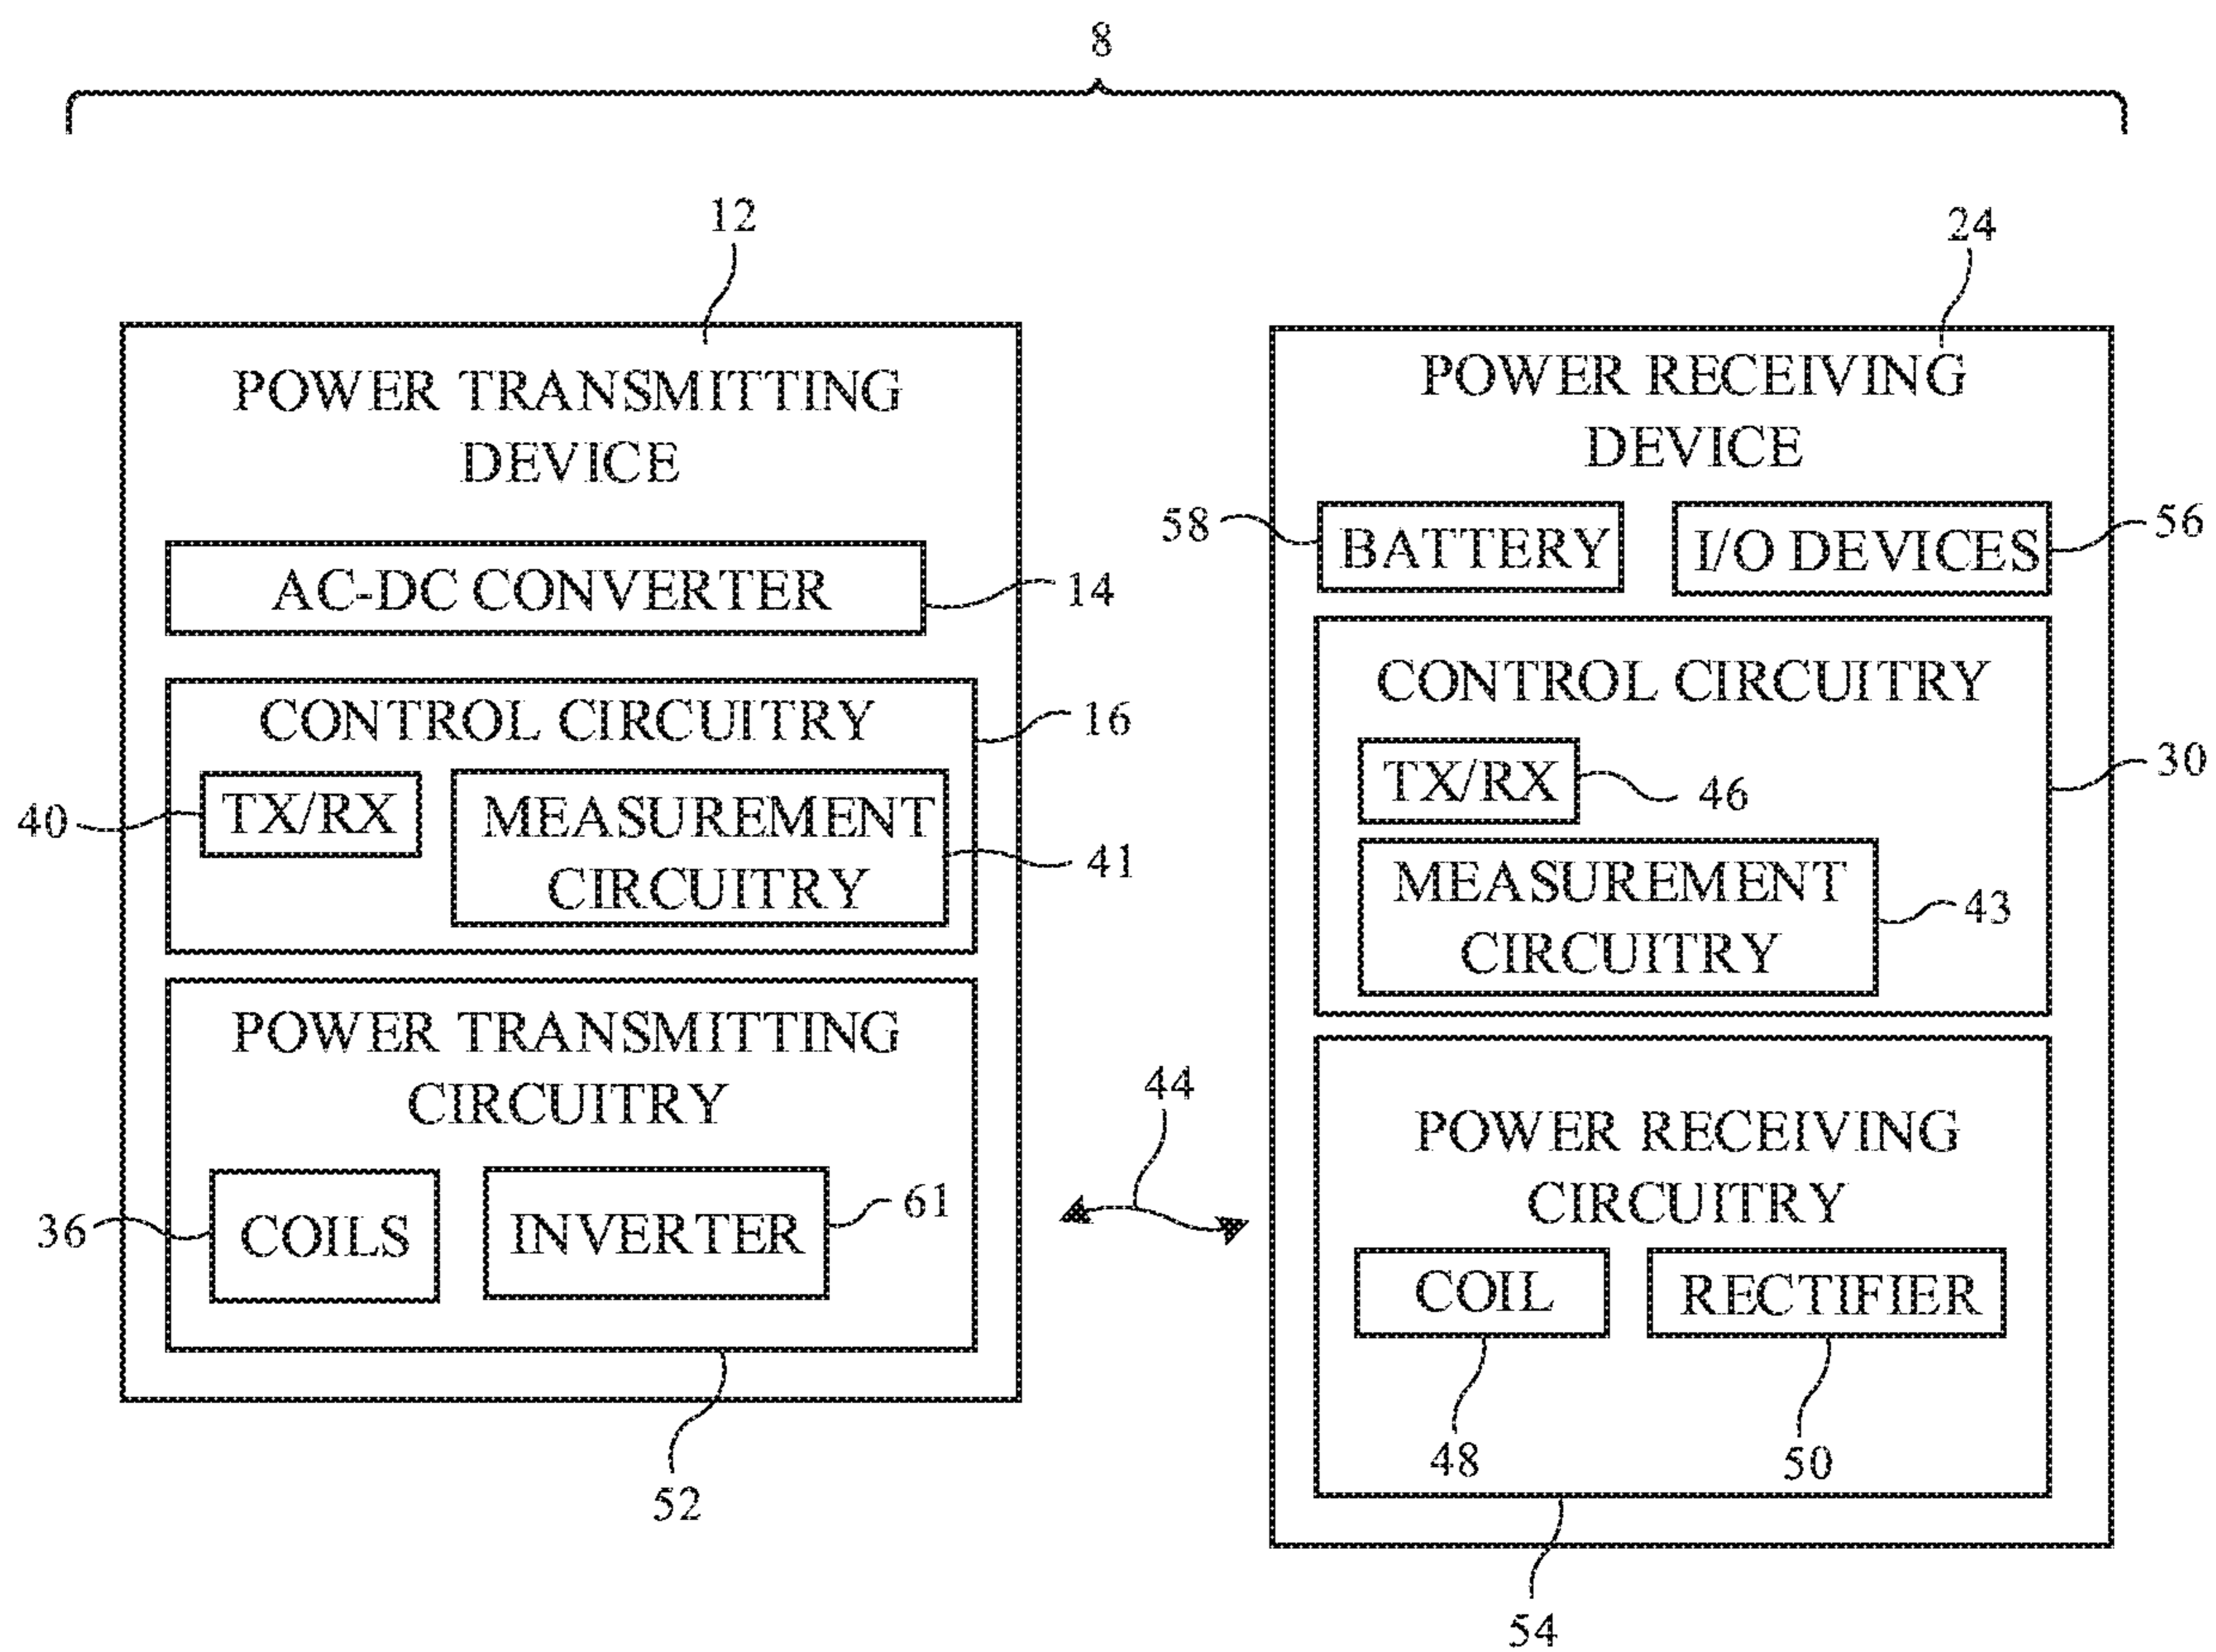 8
12
POWER TRANSMITTING
DEVICE
AC-DC CONVERTER
14
CONTROL CIRCUITRY
16
40
TX/RX
MEASUREMENT
CIRCUITRY
41
POWER TRANSMITTING
CIRCUITRY
36
COILS
INVERTER
61
52
44
24
POWER RECEIVING
DEVICE
58
BATTERY
I/O DEVICES
56
CONTROL CIRCUITRY
30
TX/RX
46
MEASUREMENT
CIRCUITRY
43
POWER RECEIVING
CIRCUITRY
COIL
RECTIFIER
48
50
54